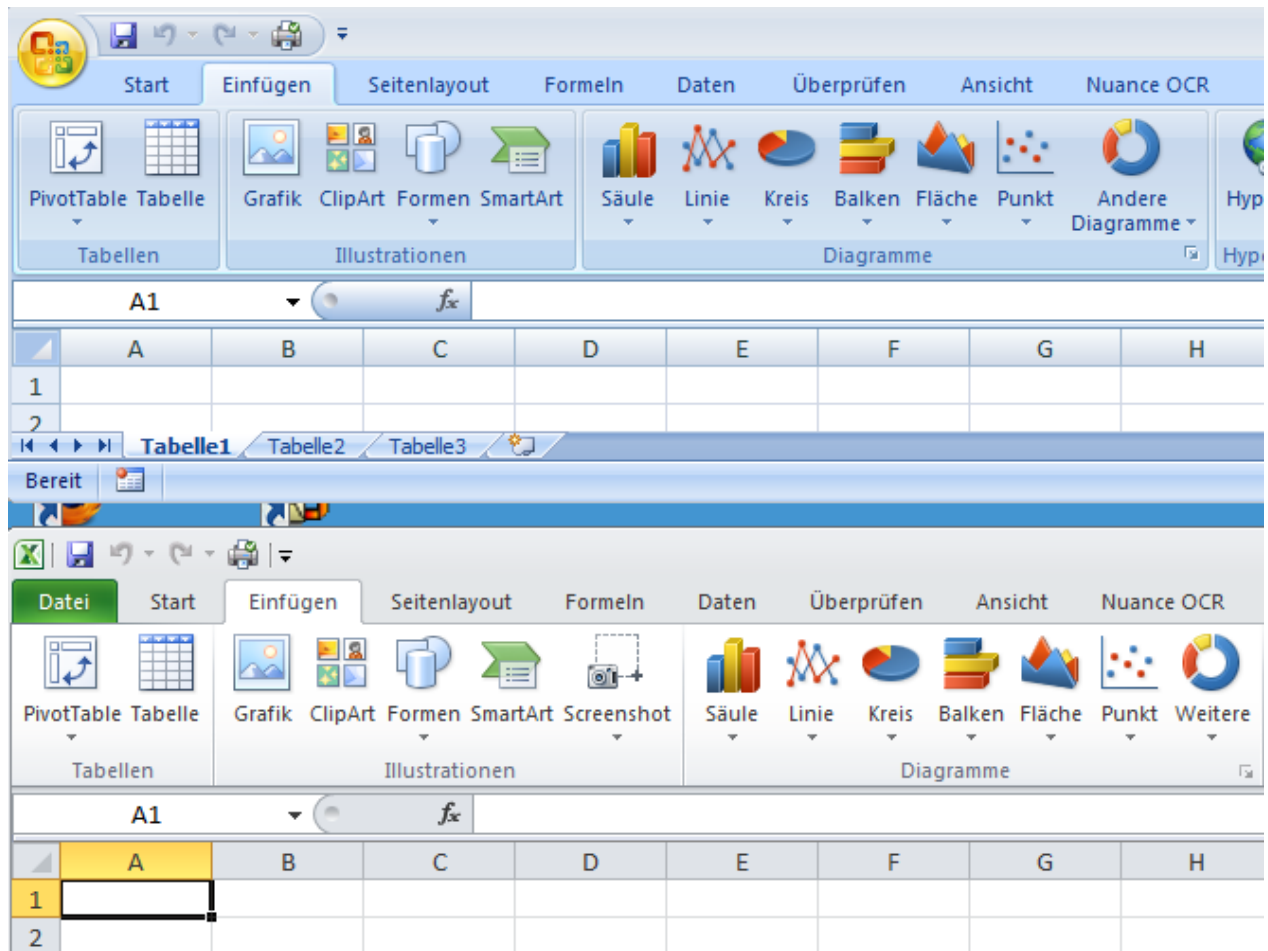 Start Einfügen Seitenlayout Formeln Daten Überprüfen Ansicht Nuance OCR
PivotTable Tabelle Grafik ClipArt Formen SmartArt Säule Linie Kreis Balken Fläche Punkt Andere Diagramme Hyp
Tabellen Illustrationen Diagramme Hype
A1 fx
A B C D E F G H
1
2
Tabelle1 Tabelle2 Tabelle3
Bereit
Datei Start Einfügen Seitenlayout Formeln Daten Überprüfen Ansicht Nuance OCR
PivotTable Tabelle Grafik ClipArt Formen SmartArt Screenshot Säule Linie Kreis Balken Fläche Punkt Weitere
Tabellen Illustrationen Diagramme
A1 fx
A B C D E F G H
1
2